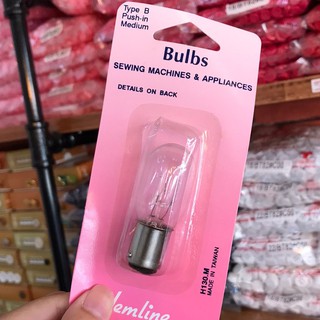 Type B
Push-in
Medium
Bulbs
SEWING MACHINES & APPLIANCES
DETAILS ON BACK
H130.M
MADE IN TAIWAN
Hemline